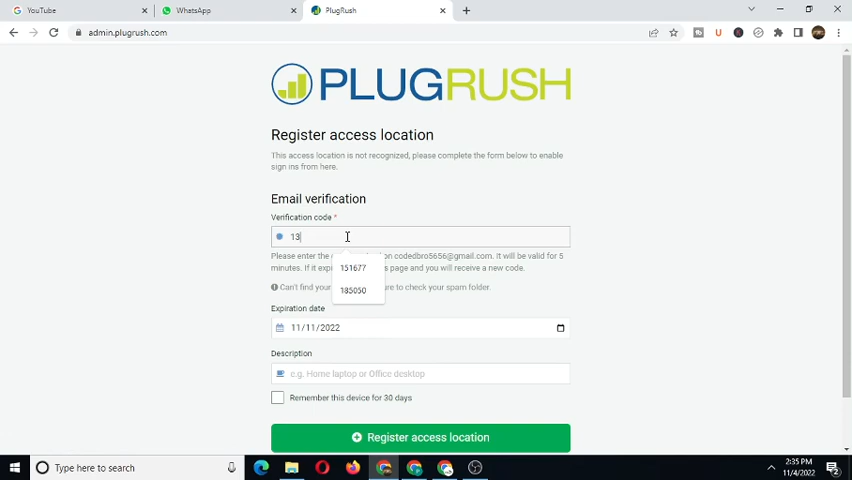 YouTube
WhatsApp
PlugRush
admin.plugrush.com
PLUGRUSH
Register access location
This access location is not recognized, please complete the form below to enable
sign ins from here.
Email verification
Verification code *
13
Please enter the codedbro5656@gmail.com. It will be valid for 5
minutes. If it exp s page and you will receive a new code.
151677
185050
Can't find your ure to check your spam folder.
Expiration date
11/11/2022
Description
e.g. Home laptop or Office desktop
Remember this device for 30 days
Register access location
Type here to search
2:35 PM
11/4/2022
2